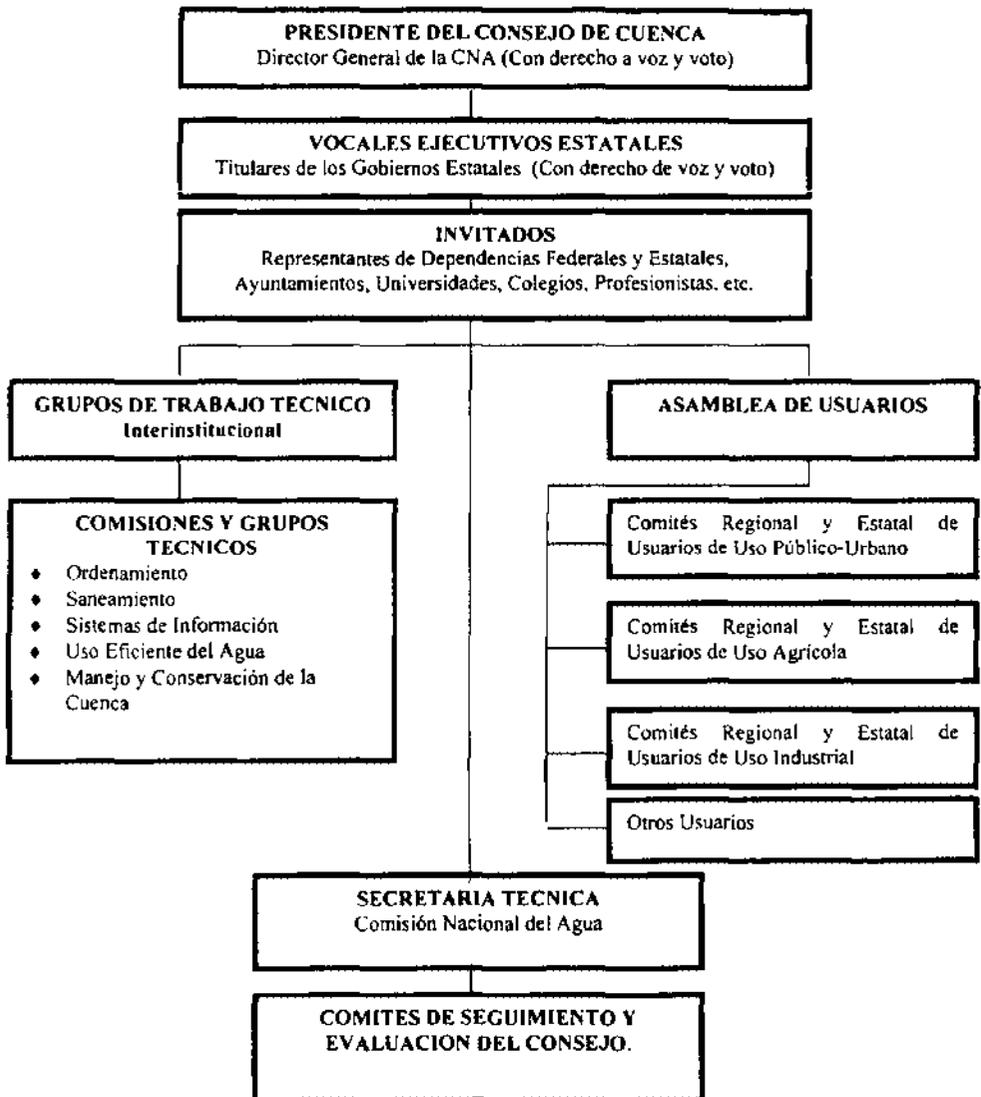 PRESIDENTE DEL CONSEJO DE CUENCA
Director General de la CNA (Con derecho a voz y voto)
VOCALES EJECUTIVOS ESTATALES
Titulares de los Gobiernos Estatales (Con derecho de voz y voto)
INVITADOS
Representantes de Dependencias Federales y Estatales,
Ayuntamientos, Universidades, Colegios, Profesionistas, etc.
GRUPOS DE TRABAJO TECNICO
Interinstitucional
COMISIONES Y GRUPOS
TECNICOS
♦ Ordenamiento
♦ Saneamiento
♦ Sistemas de Información
♦ Uso Eficiente del Agua
♦ Manejo y Conservación de la
Cuenca
ASAMBLEA DE USUARIOS
Comités Regional y Estatal de
Usuarios de Uso Público-Urbano
Comités Regional y Estatal de
Usuarios de Uso Agrícola
Comités Regional y Estatal de
Usuarios de Uso Industrial
Otros Usuarios
SECRETARIA TECNICA
Comisión Nacional del Agua
COMITES DE SEGUIMIENTO Y
EVALUACION DEL CONSEJO.